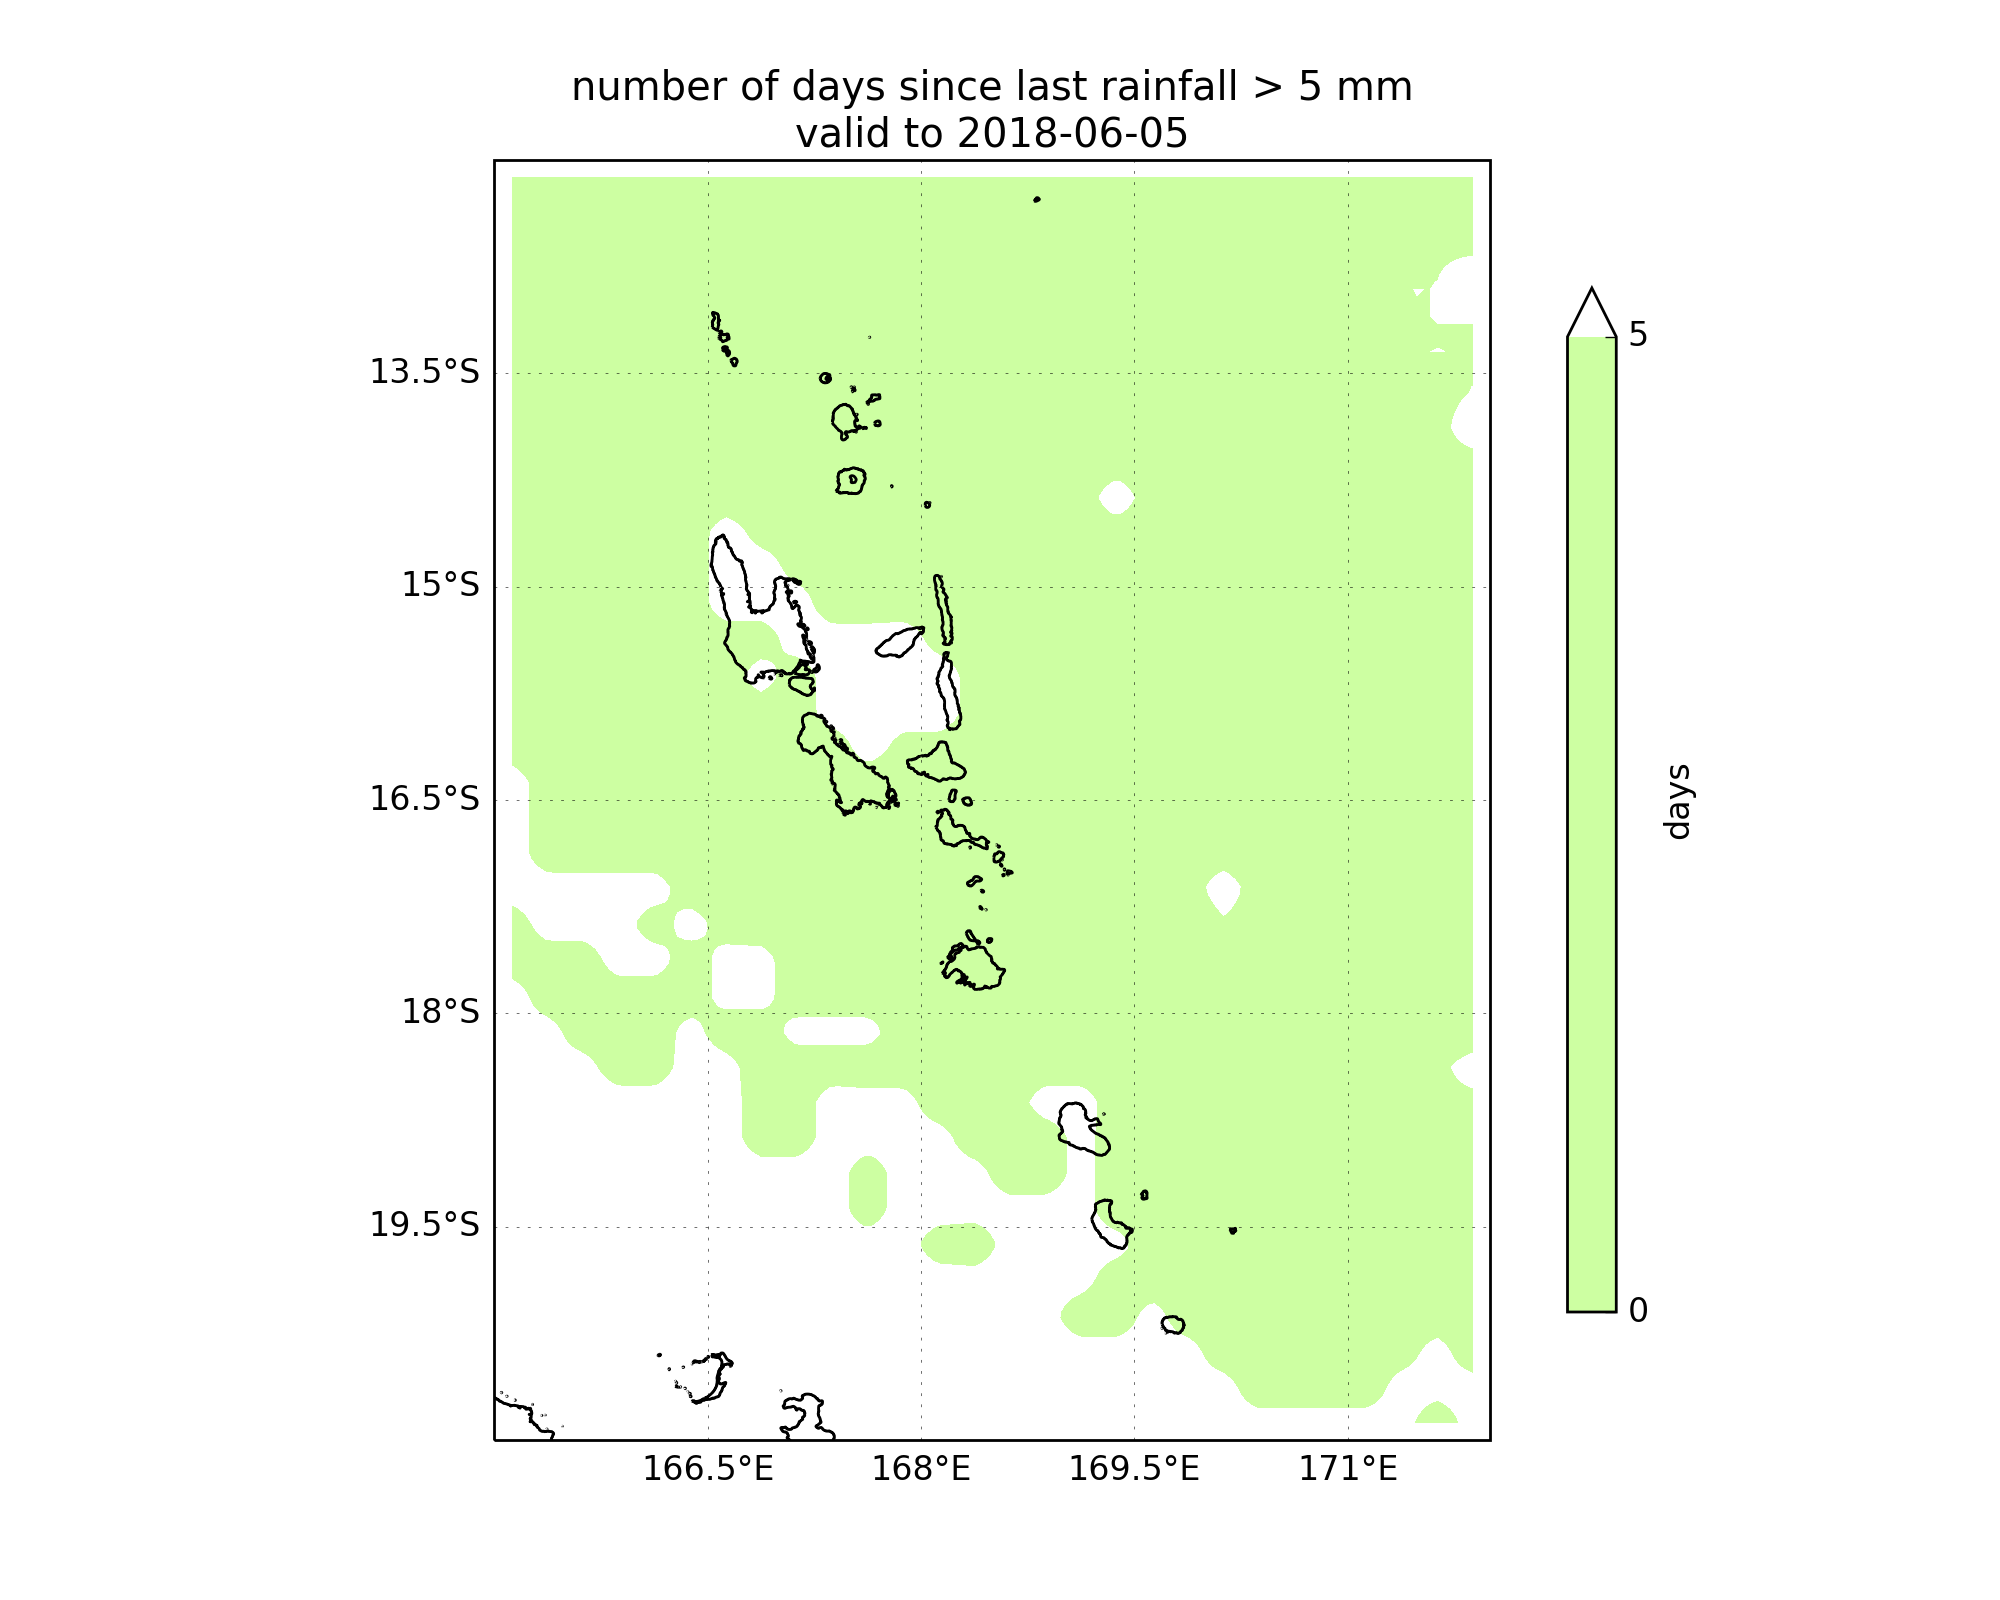 number of days since last rainfall > 5 mm
valid to 2018-06-05
13.5°S
15°S
16.5°S
18°S
19.5°S
166.5°E
168°E
169.5°E
171°E
5
0
days